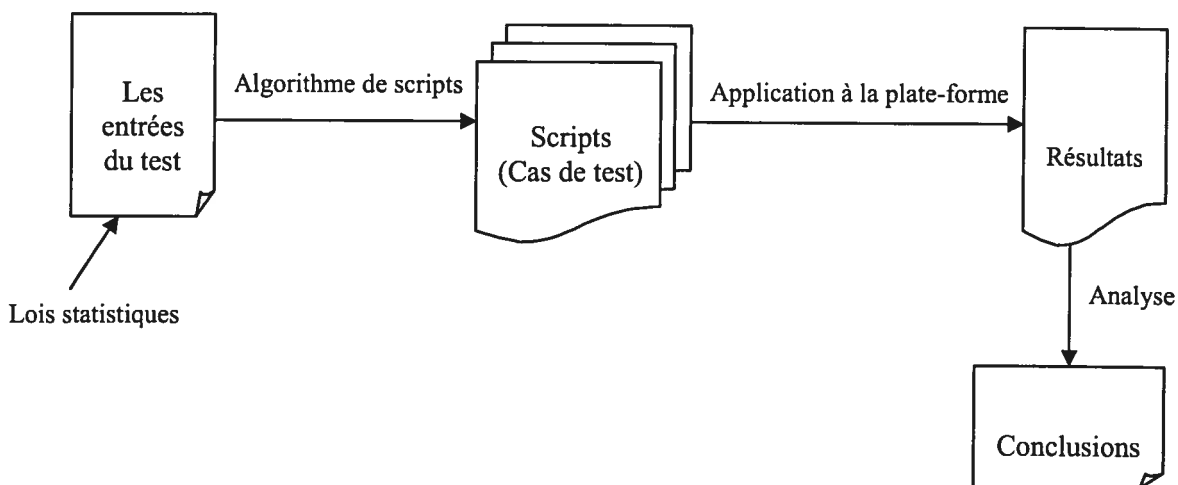 Les
entrées
du test
Algorithme de scripts
Scripts
(Cas de test)
Application à la plate-forme
Résultats
Lois statistiques
Analyse
Conclusions